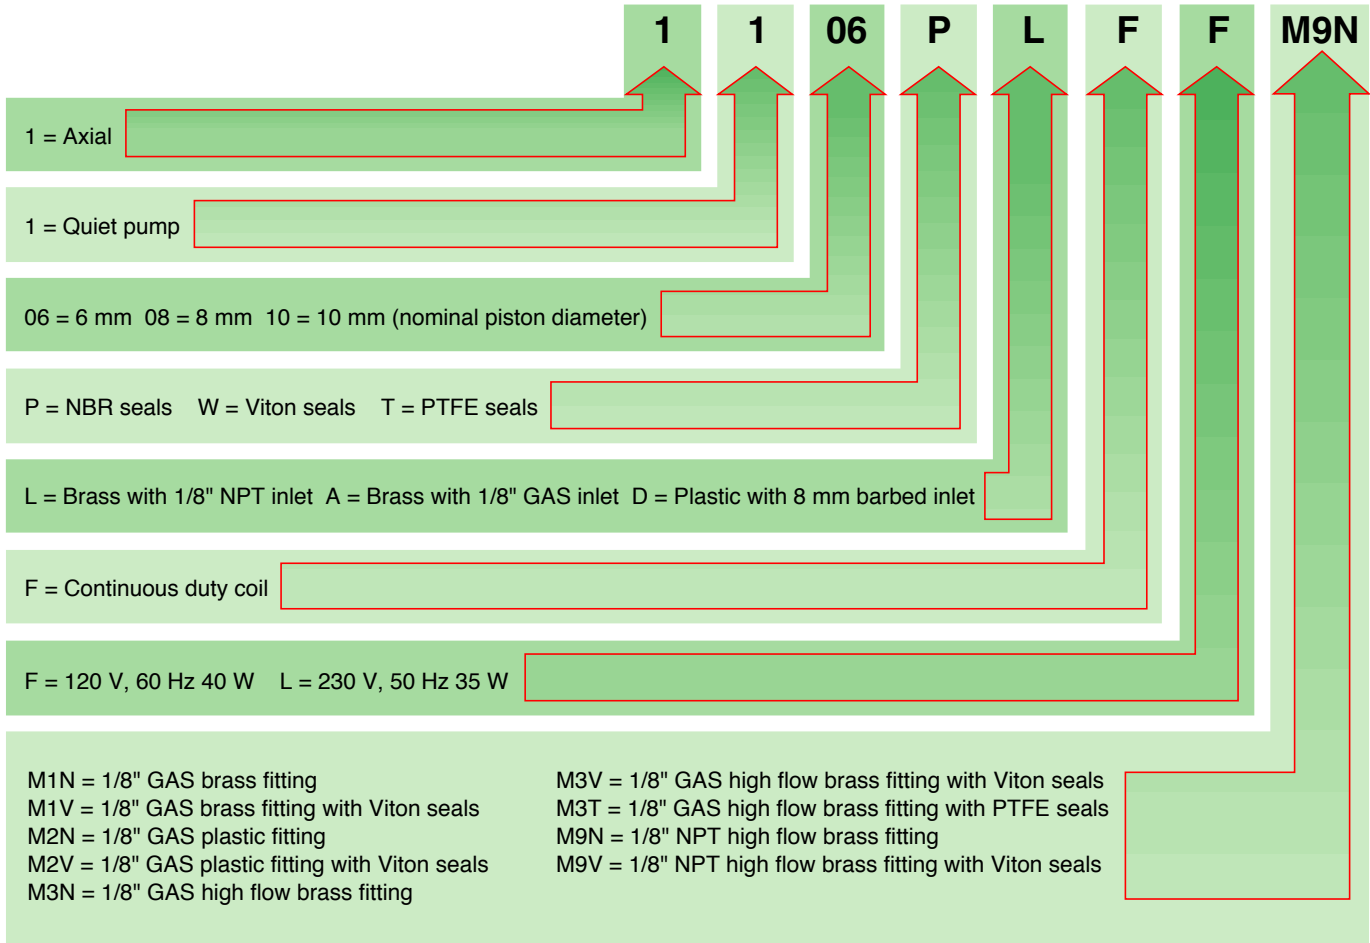 1 1 06 P L F F M9N
1 = Axial
1 = Quiet pump
06 = 6 mm 08 = 8 mm 10 = 10 mm (nominal piston diameter)
P = NBR seals W = Viton seals T = PTFE seals
L = Brass with 1/8" NPT inlet A = Brass with 1/8" GAS inlet D = Plastic with 8 mm barbed inlet
F = Continuous duty coil
F = 120 V, 60 Hz 40 W L = 230 V, 50 Hz 35 W
M1N = 1/8" GAS brass fitting
M1V = 1/8" GAS brass fitting with Viton seals
M2N = 1/8" GAS plastic fitting
M2V = 1/8" GAS plastic fitting with Viton seals
M3N = 1/8" GAS high flow brass fitting
M3V = 1/8" GAS high flow brass fitting with Viton seals
M3T = 1/8" GAS high flow brass fitting with PTFE seals
M9N = 1/8" NPT high flow brass fitting
M9V = 1/8" NPT high flow brass fitting with Viton seals